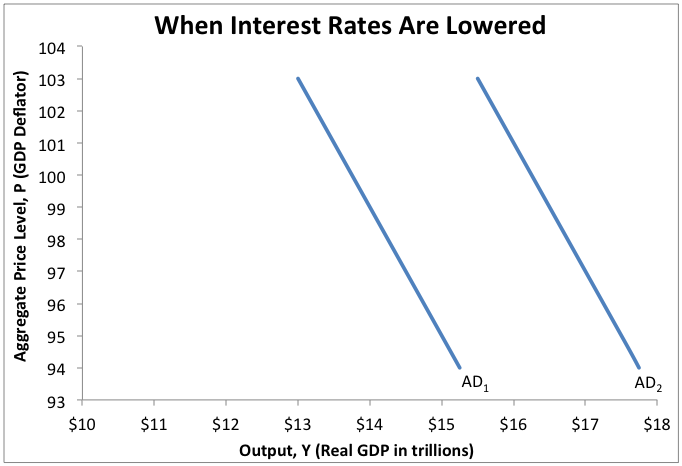 When Interest Rates Are Lowered
Aggregate Price Level, P (GDP Deflator)
104
103
102
101
100
99
98
97
96
95
94
93
AD₁
AD₂
$10 $11 $12 $13 $14 $15 $16 $17 $18
Output, Y (Real GDP in trillions)